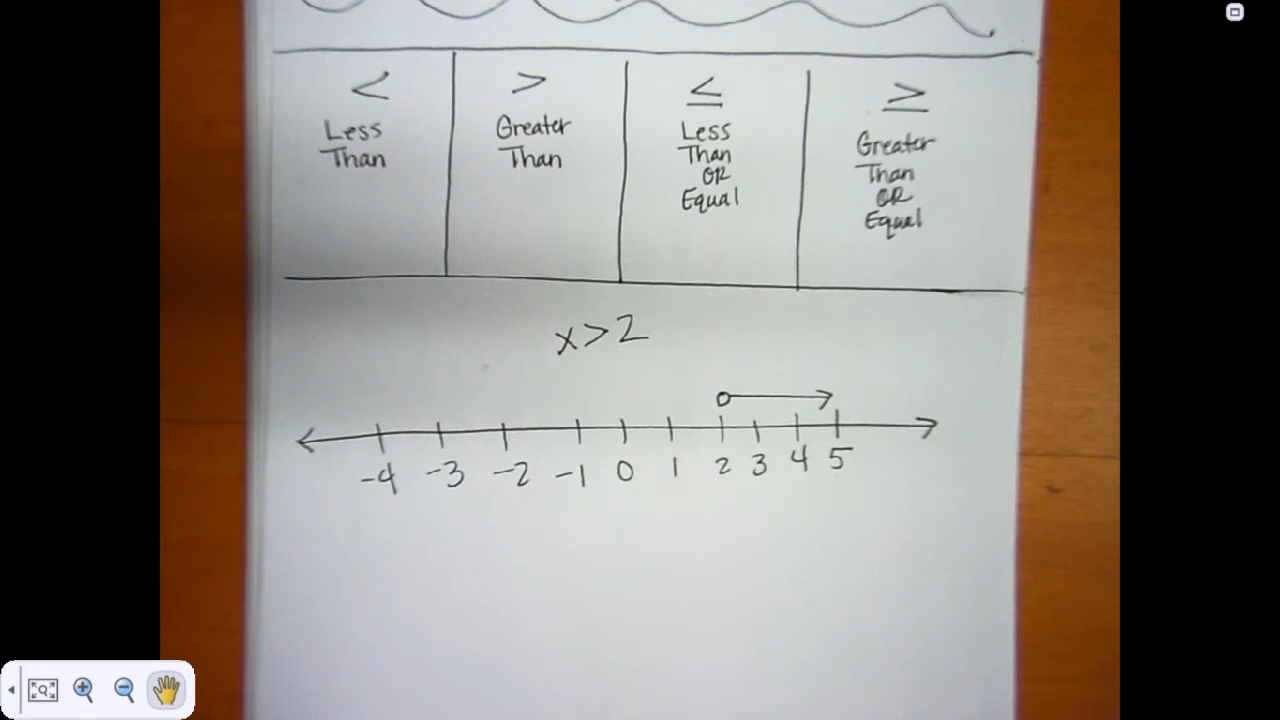 < > ≤ ≥
Less Than
Greater Than
Less Than OR Equal
Greater Than OR Equal
x>2
-4 -3 -2 -1 0 1 2 3 4 5